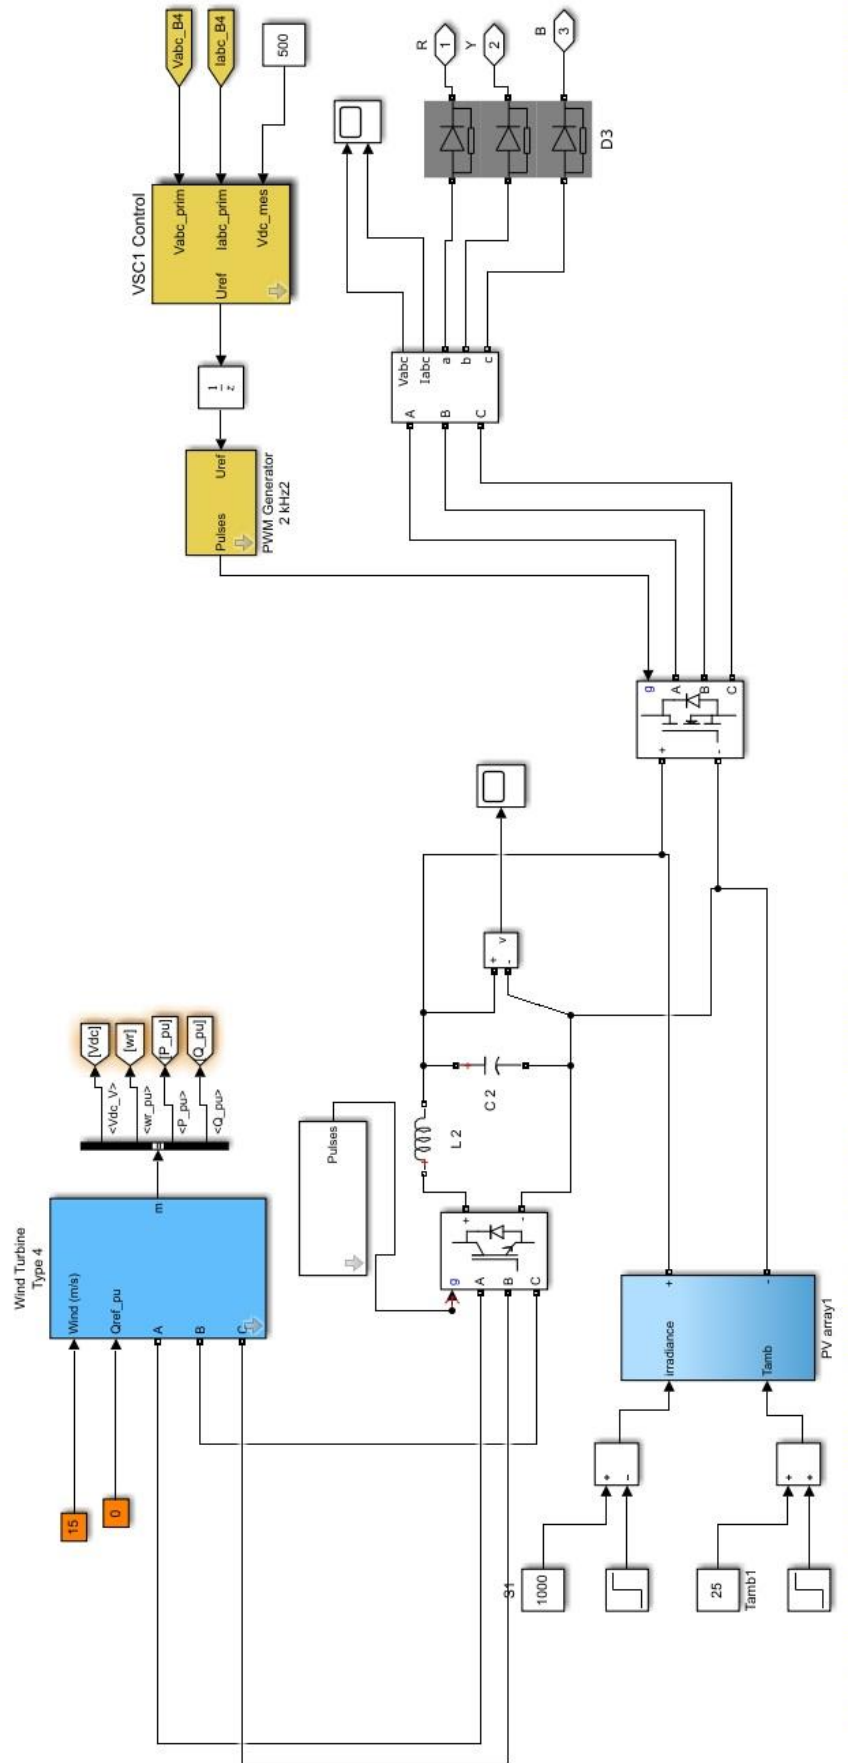 Wind Turbine
Type 4
15
0
Wind (m/s)
Qref_pu
A
B
C
m
<Vdc_V>
<wr_pu>
<P_pu>
<Q_pu>
[Vdc]
[wr]
[P_pu]
[Q_pu]
Vabc_B4
Iabc_B4
500
VSC1 Control
Vabc_prim
Iabc_prim
Vdc_mes
Uref
1
z
Uref
Pulses
PWM Generator
2 kHz2
Pulses
g
A
B
C
+
-
L 2
+
C 2
+
-
v
g
A
B
C
+
-
A
B
C
Vabc
Iabc
a
b
c
D3
R
1
Y
2
B
3
S1
1000
+
-
25
Tamb1
+
+
irradiance
Tamb
+
-
PV array1